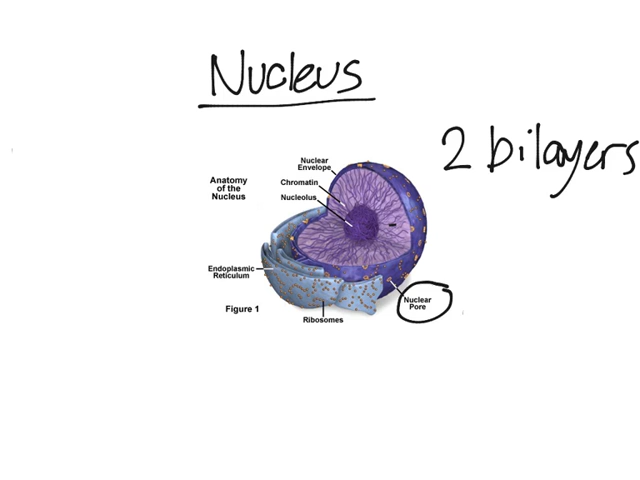 Nucleus
2 bilayers
Nuclear
Envelope
Chromatin
Nucleolus
Anatomy
of the
Nucleus
Endoplasmic
Reticulum
Nuclear
Pore
Figure 1
Ribosomes